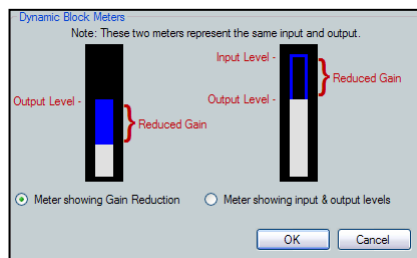 Dynamic Block Meters
Note: These two meters represent the same input and output.
Input Level -
Reduced Gain
Output Level -
Output Level -
Reduced Gain
Meter showing Gain Reduction
Meter showing input & output levels
OK
Cancel